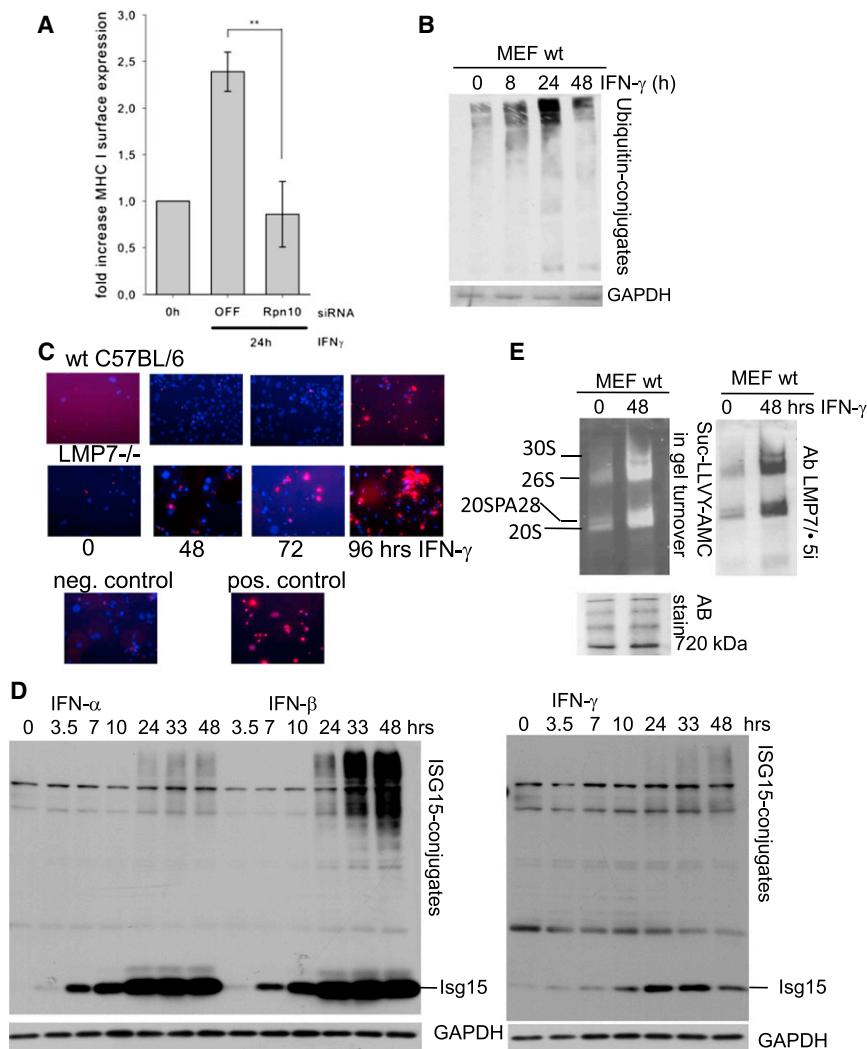 A
fold increase MHC I surface expression
3,0
2,5
2,0
1,5
1,0
0,5
0,0
**
0h OFF Rpn10 siRNA
24h IFNγ
B
MEF wt
0 8 24 48 IFN-γ (h)
Ubiquitin-conjugates
GAPDH
C
wt C57BL/6
LMP7-/-
0 48 72 96 hrs IFN-γ
neg. control pos. control
E
MEF wt
0 48
30S
26S
20SPA28
20S
Suc-LLVY-AMC
in gel turnover
MEF wt
0 48 hrs IFN-γ
Ab LMP7/• 5i
AB
stain
720 kDa
D
IFN-α IFN-β
0 3.5 7 10 24 33 48 3.5 7 10 24 33 48 hrs
ISG15-conjugates
Isg15
GAPDH
IFN-γ
0 3.5 7 10 24 33 48 hrs
ISG15-conjugates
Isg15
GAPDH